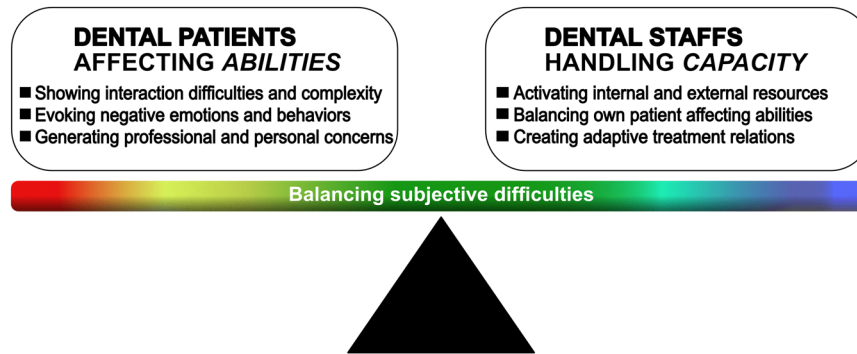 DENTAL PATIENTS
AFFECTING ABILITIES
■ Showing interaction difficulties and complexity
■ Evoking negative emotions and behaviors
■ Generating professional and personal concerns
DENTAL STAFFS
HANDLING CAPACITY
■ Activating internal and external resources
■ Balancing own patient affecting abilities
■ Creating adaptive treatment relations
Balancing subjective difficulties